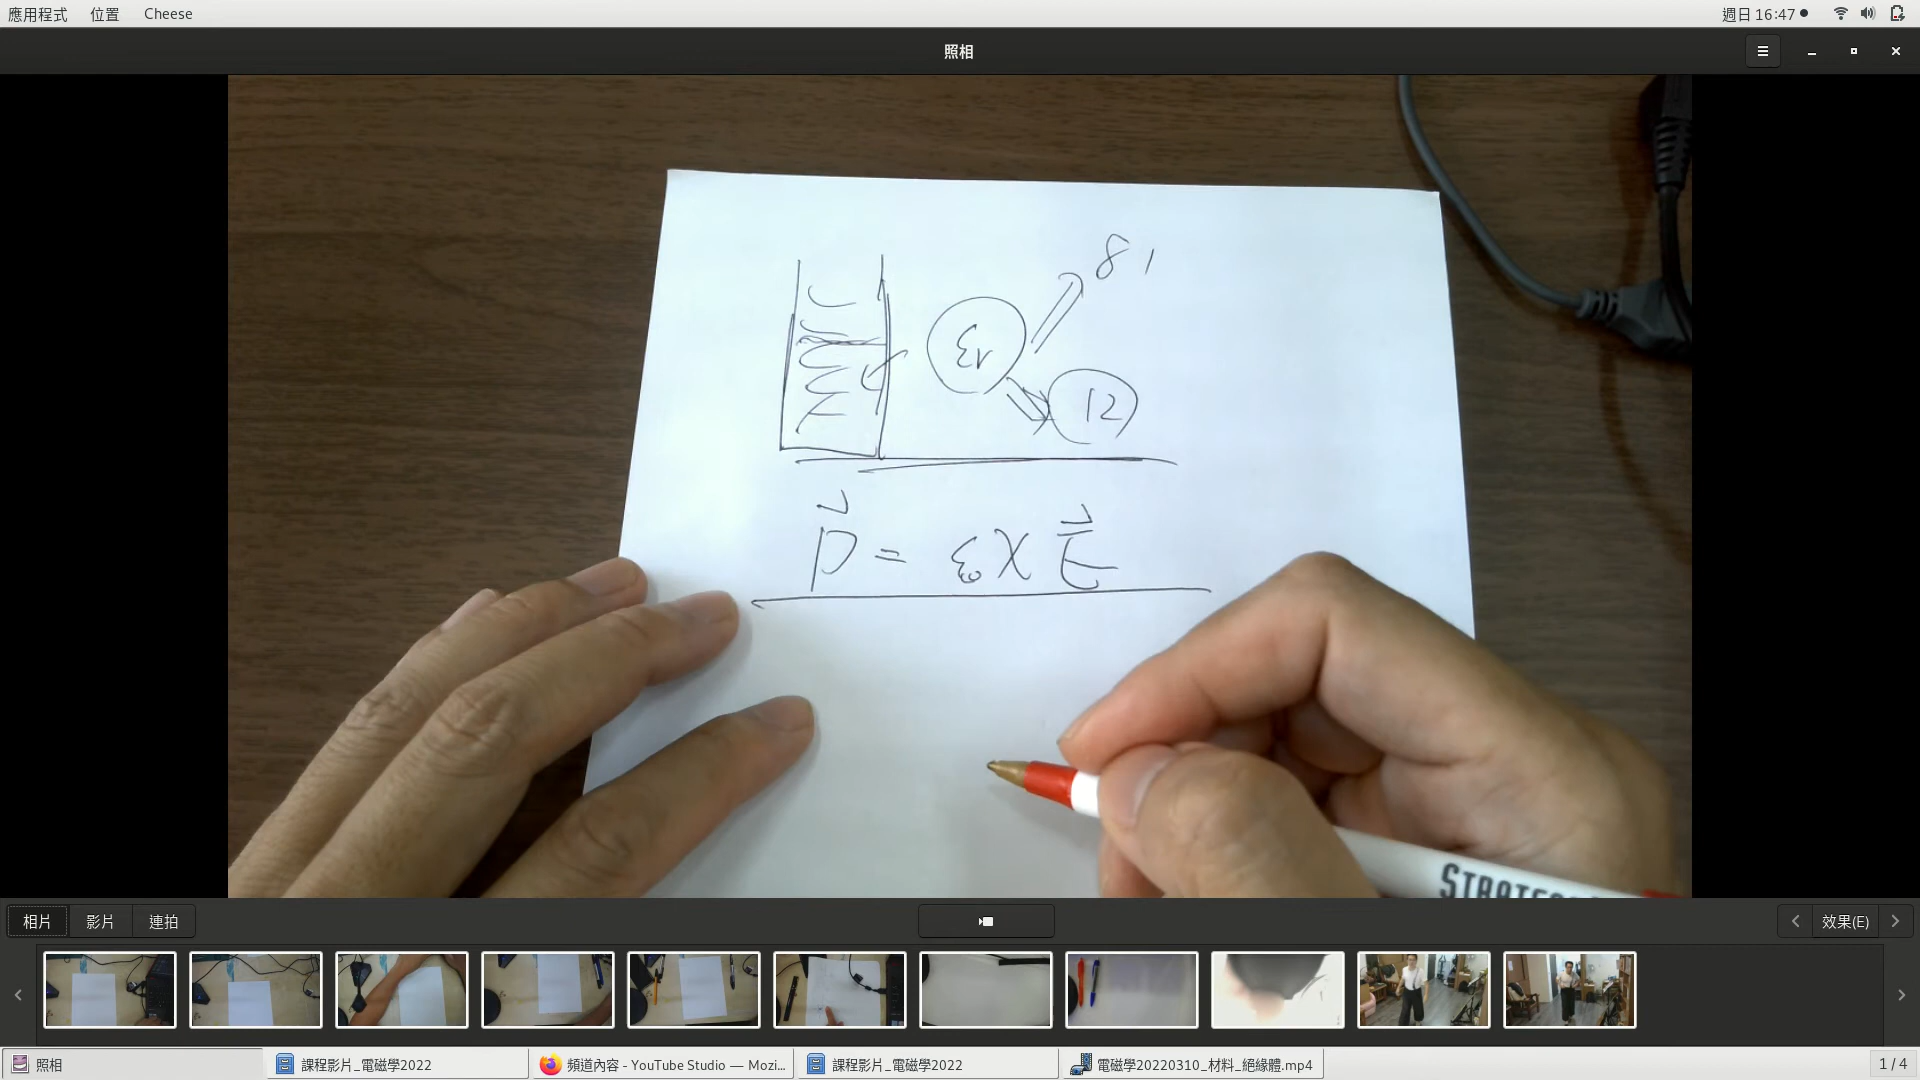 應用程式 位置 Cheese 週日 16:47
照相
81
εr
12
P⃗ = ε₀ χ E⃗
相片 影片 連拍 效果(E)
照相 課程影片_電磁學2022 頻道內容 - YouTube Studio — Mozi... 課程影片_電磁學2022 電磁學20220310_材料_絕緣體.mp4 1 / 4